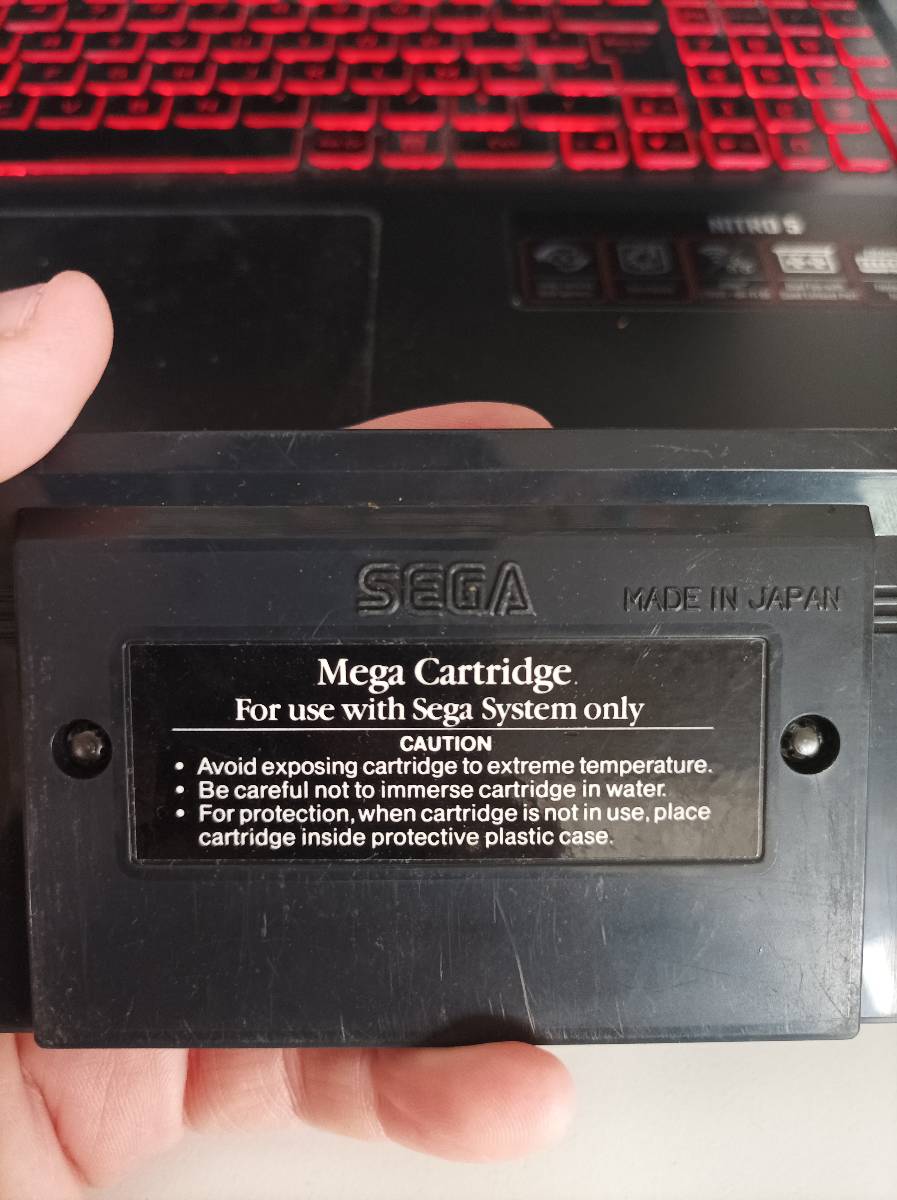 NITRO 5
SEGA
MADE IN JAPAN
Mega Cartridge
For use with Sega System only
CAUTION
• Avoid exposing cartridge to extreme temperature.
• Be careful not to immerse cartridge in water.
• For protection, when cartridge is not in use, place
cartridge inside protective plastic case.